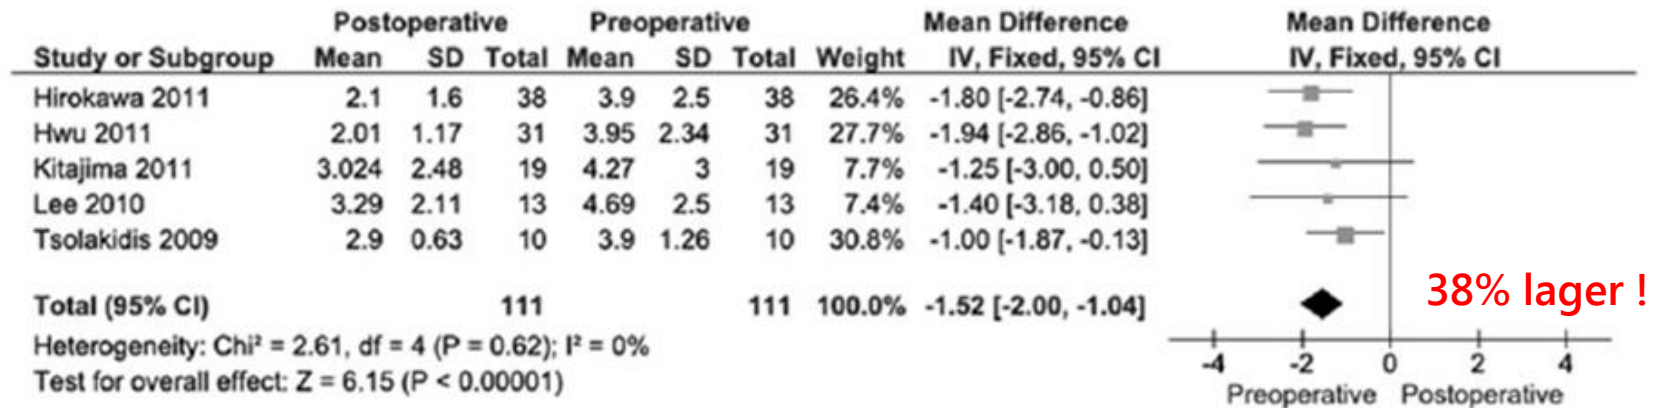 Postoperative Preoperative Mean Difference Mean Difference
Study or Subgroup Mean SD Total Mean SD Total Weight IV, Fixed, 95% CI IV, Fixed, 95% CI
Hirokawa 2011 2.1 1.6 38 3.9 2.5 38 26.4% -1.80 [-2.74, -0.86]
Hwu 2011 2.01 1.17 31 3.95 2.34 31 27.7% -1.94 [-2.86, -1.02]
Kitajima 2011 3.024 2.48 19 4.27 3 19 7.7% -1.25 [-3.00, 0.50]
Lee 2010 3.29 2.11 13 4.69 2.5 13 7.4% -1.40 [-3.18, 0.38]
Tsolakidis 2009 2.9 0.63 10 3.9 1.26 10 30.8% -1.00 [-1.87, -0.13]
38% lager !
Total (95% CI) 111 111 100.0% -1.52 [-2.00, -1.04]
Heterogeneity: Chi² = 2.61, df = 4 (P = 0.62); I² = 0%
Test for overall effect: Z = 6.15 (P < 0.00001)
-4 -2 0 2 4
Preoperative Postoperative